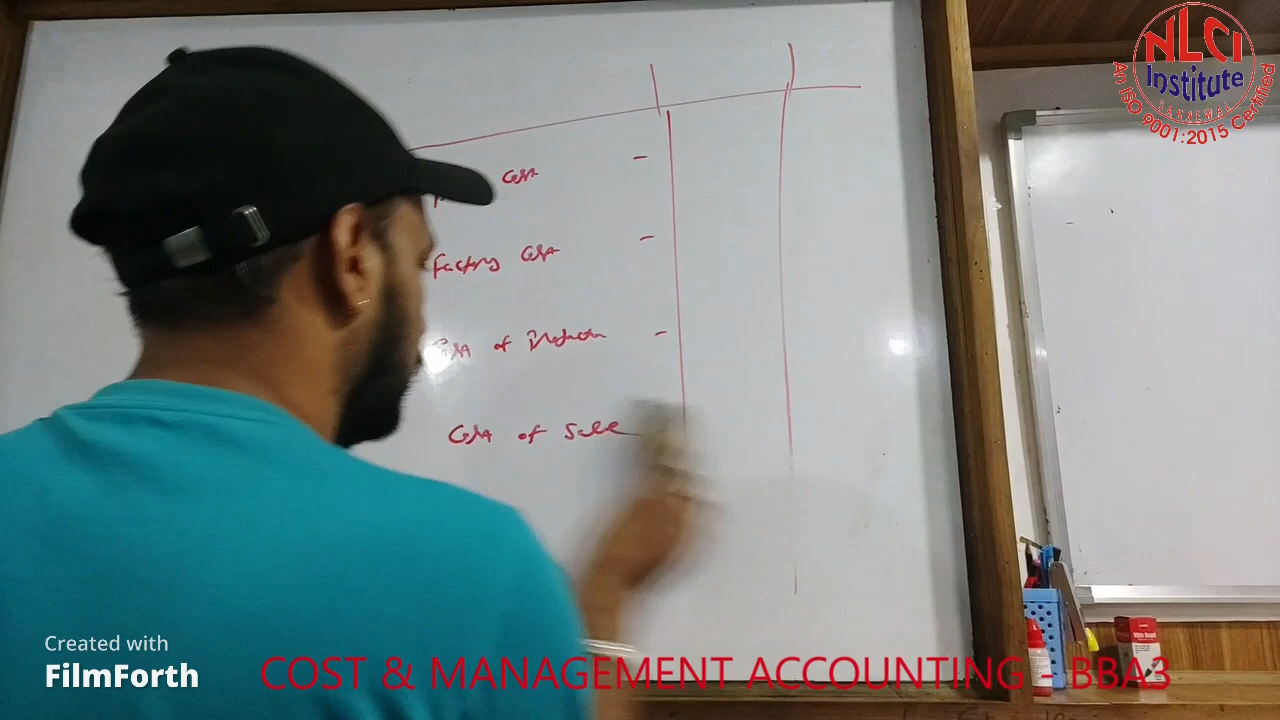 NLCI
Institute
SAHNEWAL
An ISO 9001:2015 Certified
Cost
Factory Cost
Cost of Production
Cost of Sale
Created with
FilmForth
COST & MANAGEMENT ACCOUNTING - BBA3